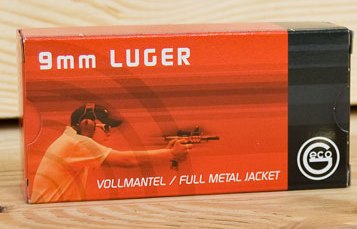 9mm LUGER
VOLLMANTEL / FULL METAL JACKET
Geco